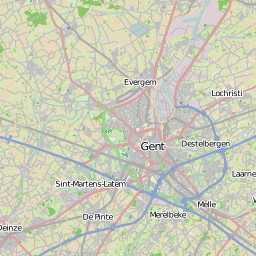 Evergem
Lochristi
Gent
Destelbergen
Laarne
Sint-Martens-Latem
Melle
De Pinte
Merelbeke
Deinze